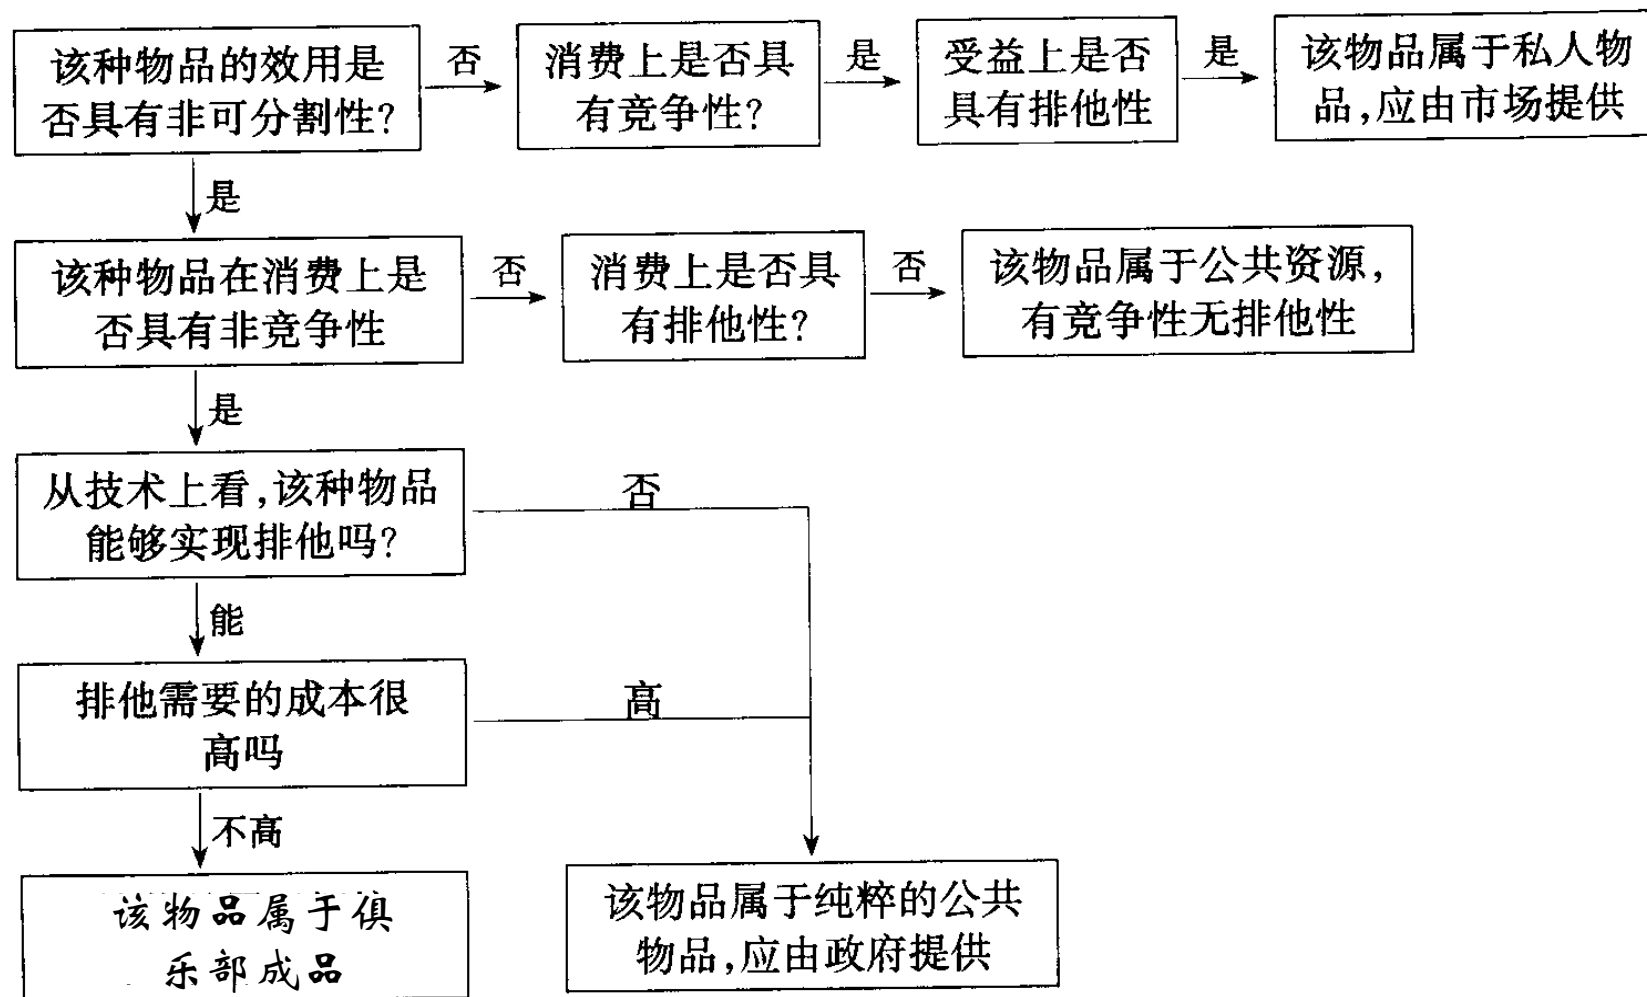 该种物品的效用是
否具有非可分割性?
否
消费上是否具
有竞争性?
是
受益上是否
具有排他性
是
该物品属于私人物
品,应由市场提供
是
该种物品在消费上是
否具有非竞争性
否
消费上是否具
有排他性?
否
该物品属于公共资源,
有竞争性无排他性
是
从技术上看,该种物品
能够实现排他吗?
否
能
排他需要的成本很
高吗
高
不高
该物品属于俱
乐部成品
该物品属于纯粹的公共
物品,应由政府提供